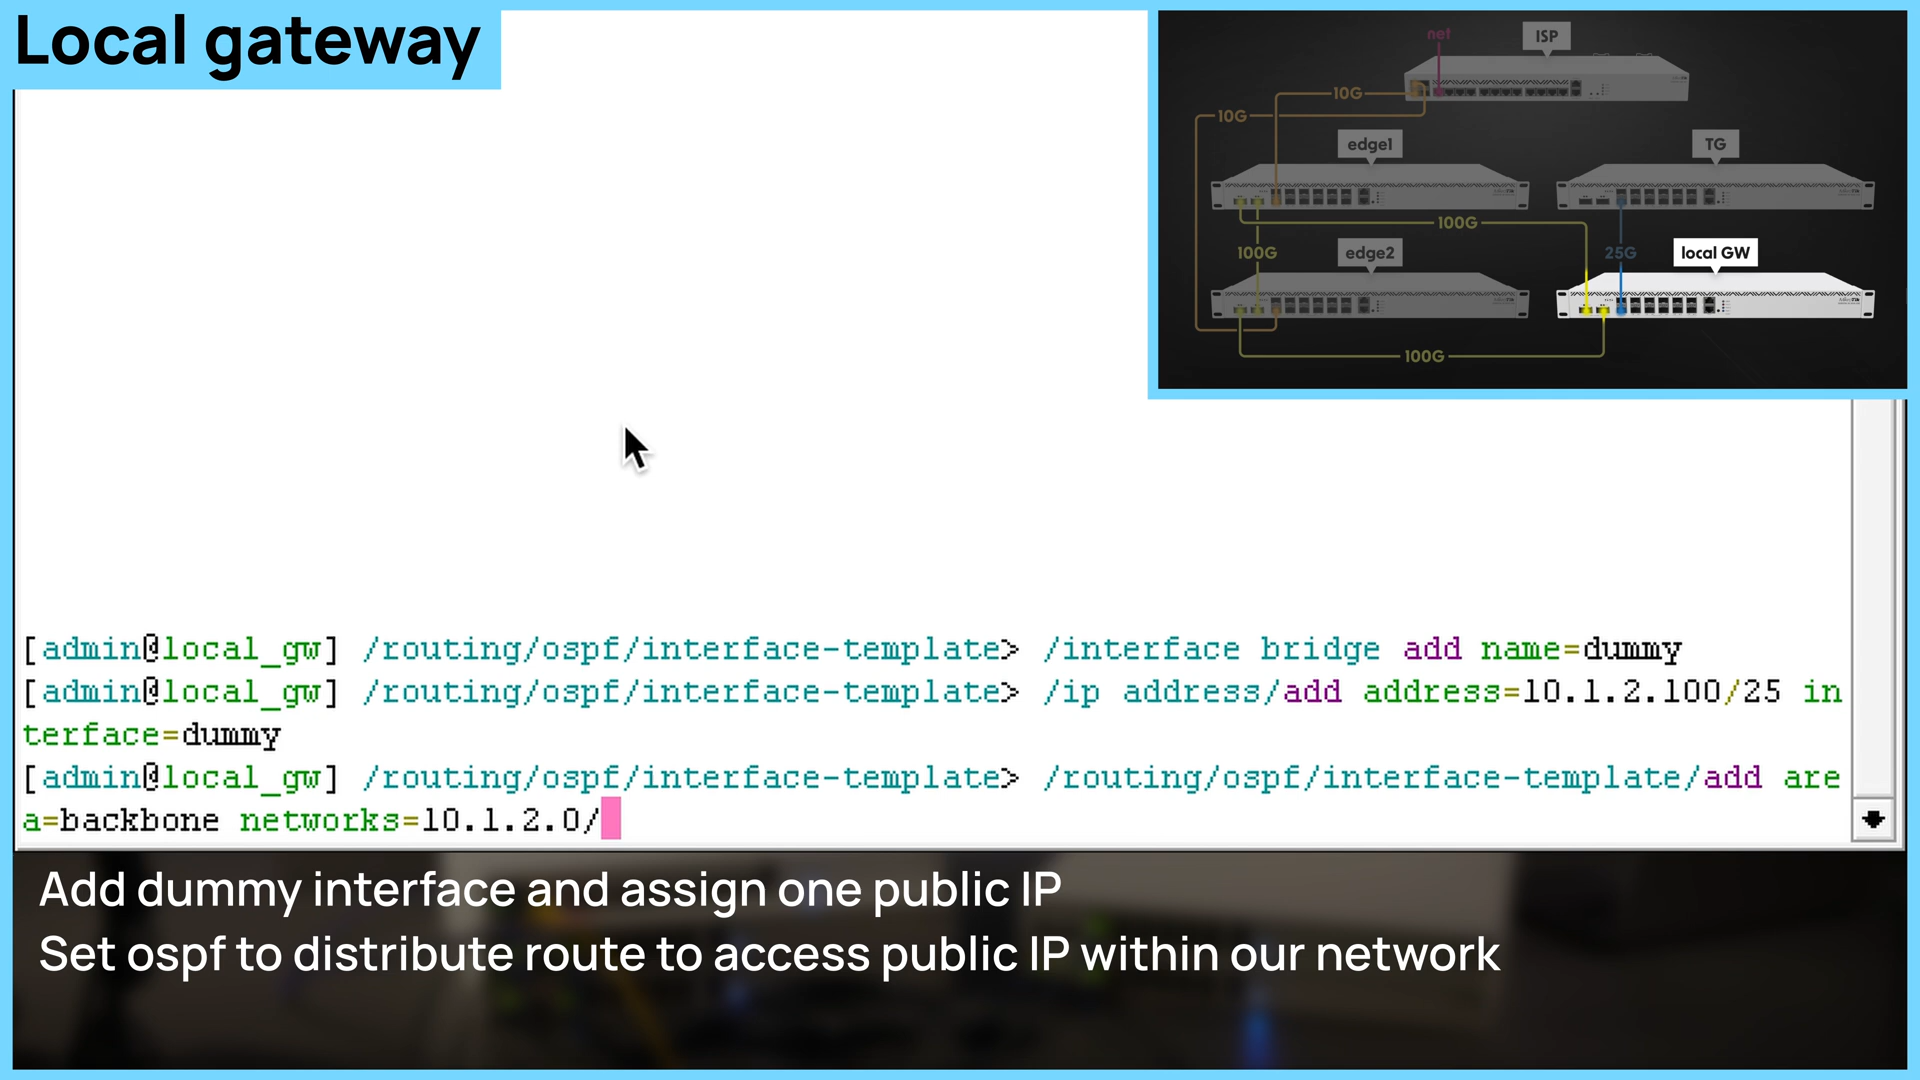 Local gateway
net
ISP
10G
10G
edge1
TG
100G
100G
edge2
25G
local GW
100G
[admin@local_gw] /routing/ospf/interface-template> /interface bridge add name=dummy
[admin@local_gw] /routing/ospf/interface-template> /ip address/add address=10.1.2.100/25 in
terface=dummy
[admin@local_gw] /routing/ospf/interface-template> /routing/ospf/interface-template/add are
a=backbone networks=10.1.2.0/
Add dummy interface and assign one public IP
Set ospf to distribute route to access public IP within our network